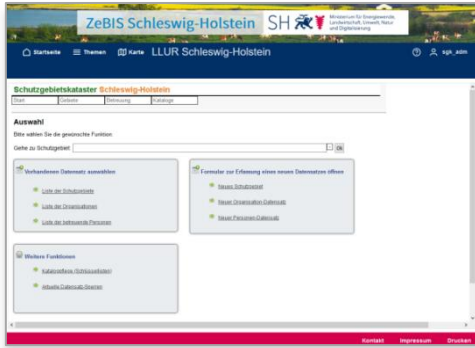 ZeBIS Schleswig-Holstein SH
Ministerium für Energiewende,
Landwirtschaft, Umwelt, Natur
und Digitalisierung
Startseite Themen Karte LLUR Schleswig-Holstein sgk_adm
Schutzgebietskataster Schleswig-Holstein
Start Gebiete Betreuung Kataloge
Auswahl
Bitte wählen Sie die gewünschte Funktion.
Gehe zu Schutzgebiet: Ok
Vorhandenen Datensatz auswählen
Liste der Schutzgebiete
Liste der Organisationen
Liste der betreuende Personen
Formular zur Erfassung eines neuen Datensatzes öffnen
Neues Schutzgebiet
Neuer Organisation-Datensatz
Neuer Personen-Datensatz
Weitere Funktionen
Katalogpflege (Schlüssellisten)
Aktuelle Datensatz-Sperren
Kontakt Impressum Drucken